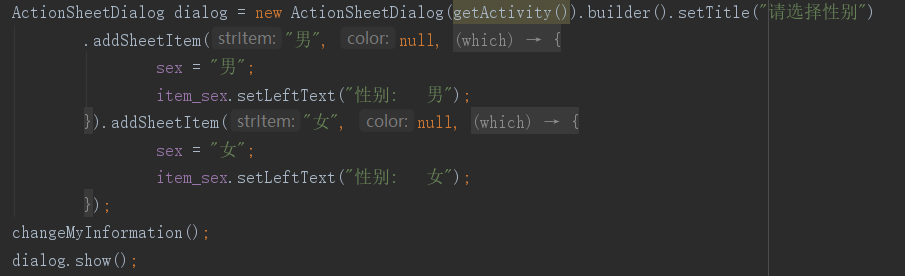 ActionSheetDialog dialog = new ActionSheetDialog(getActivity()).builder().setTitle("请选择性别")
.addSheetItem( strItem: "男", color: null, (which) → {
sex = "男";
item_sex.setLeftText("性别:  男");
}).addSheetItem( strItem: "女", color: null, (which) → {
sex = "女";
item_sex.setLeftText("性别:  女");
});
changeMyInformation();
dialog.show();